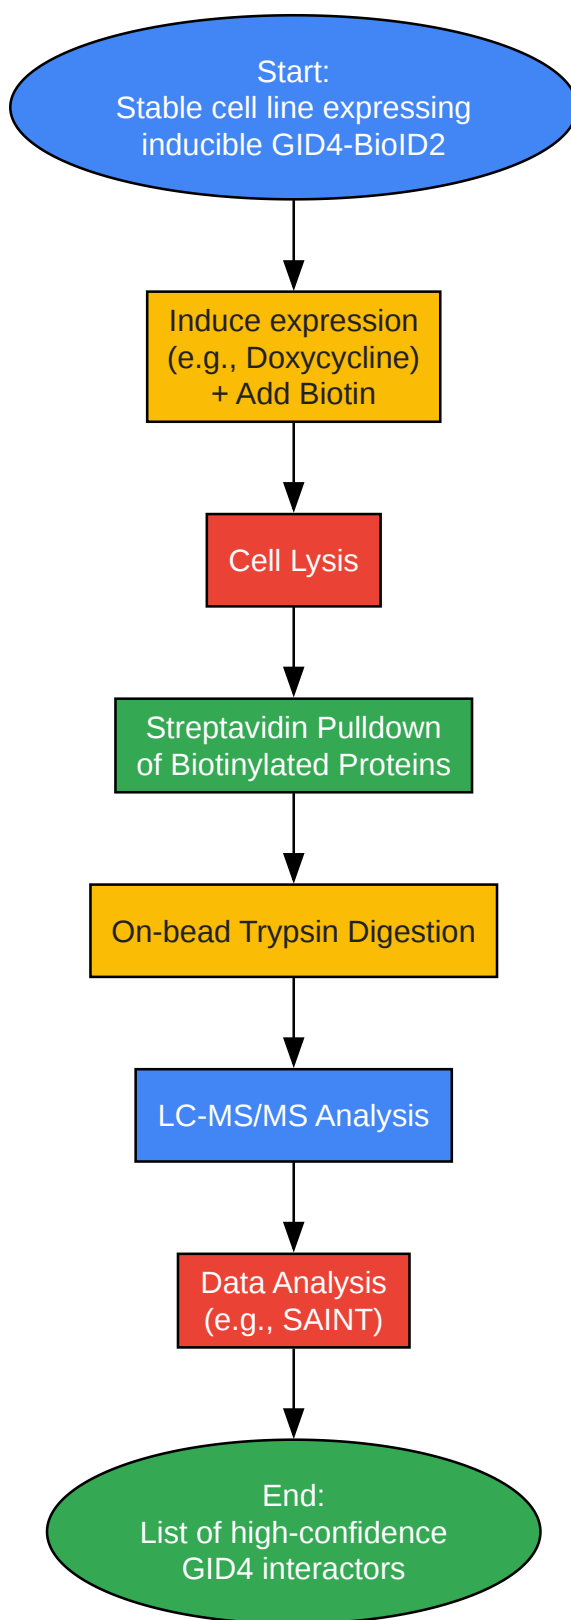 Start:
Stable cell line expressing
inducible GID4-BioID2
Induce expression
(e.g., Doxycycline)
+ Add Biotin
Cell Lysis
Streptavidin Pulldown
of Biotinylated Proteins
On-bead Trypsin Digestion
LC-MS/MS Analysis
Data Analysis
(e.g., SAINT)
End:
List of high-confidence
GID4 interactors